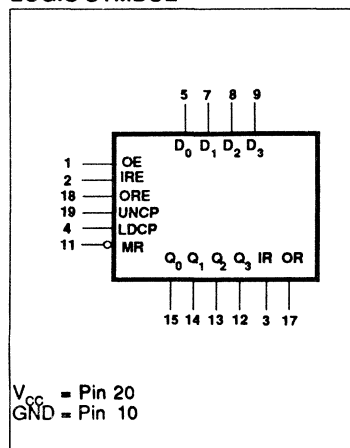 5 7 8 9
D0 D1 D2 D3
1 OE
2 IRE
18 ORE
19 UNCP
4 LDCP
11 MR
Q0 Q1 Q2 Q3 IR OR
15 14 13 12 3 17
VCC = Pin 20
GND = Pin 10